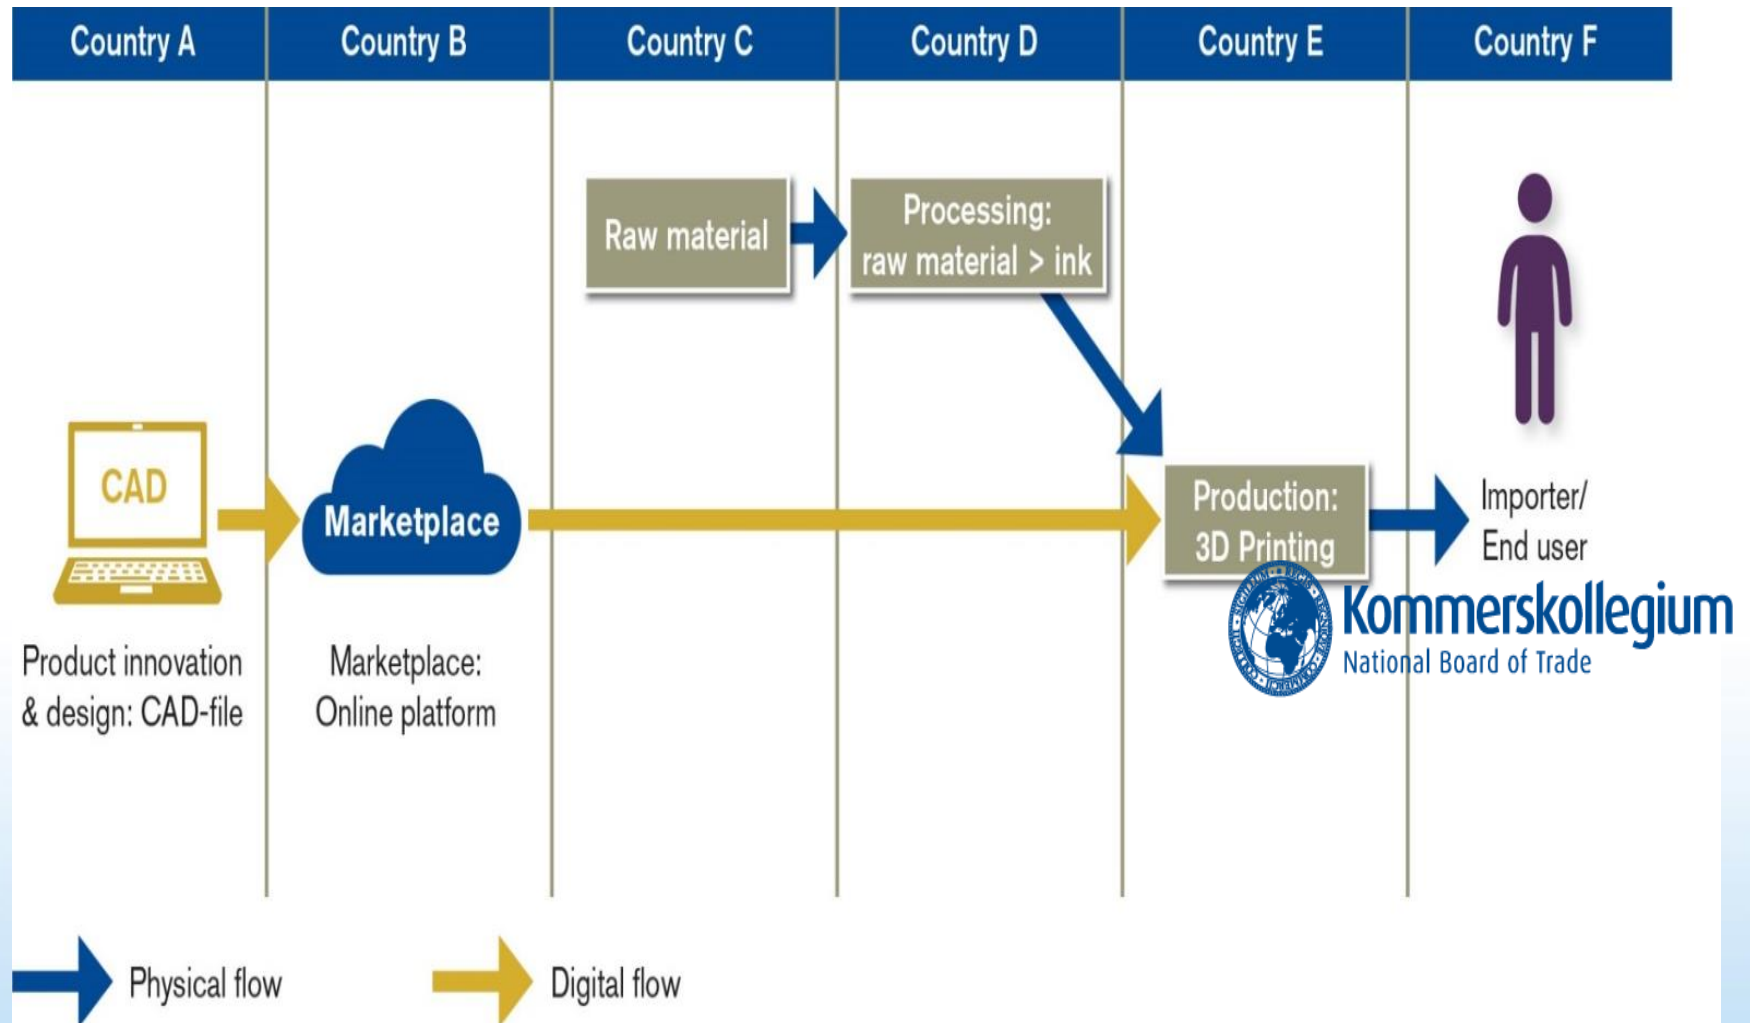 Country A
Country B
Country C
Country D
Country E
Country F
Raw material
Processing:
raw material > ink
CAD
Marketplace
Production:
3D Printing
Importer/
End user
Product innovation
& design: CAD-file
Marketplace:
Online platform
Kommerskollegium
National Board of Trade
Physical flow
Digital flow